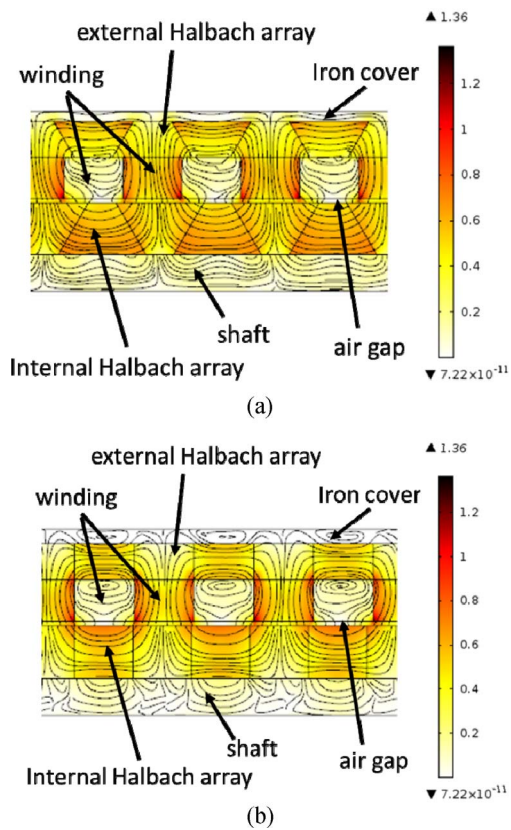 external Halbach array
winding
Iron cover
▲ 1.36
1.2
1
0.8
0.6
0.4
0.2
▼ 7.22×10⁻¹¹
shaft
Internal Halbach array
air gap
(a)
external Halbach array
winding
Iron cover
▲ 1.36
1.2
1
0.8
0.6
0.4
0.2
▼ 7.22×10⁻¹¹
shaft
Internal Halbach array
air gap
(b)